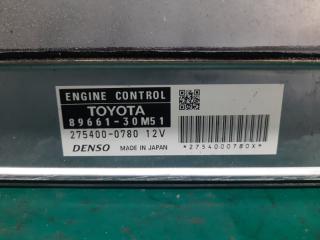 ENGINE CONTROL
TOYOTA
89661-30M51
275400-0780 12V
DENSO MADE IN JAPAN
*2754000780X*